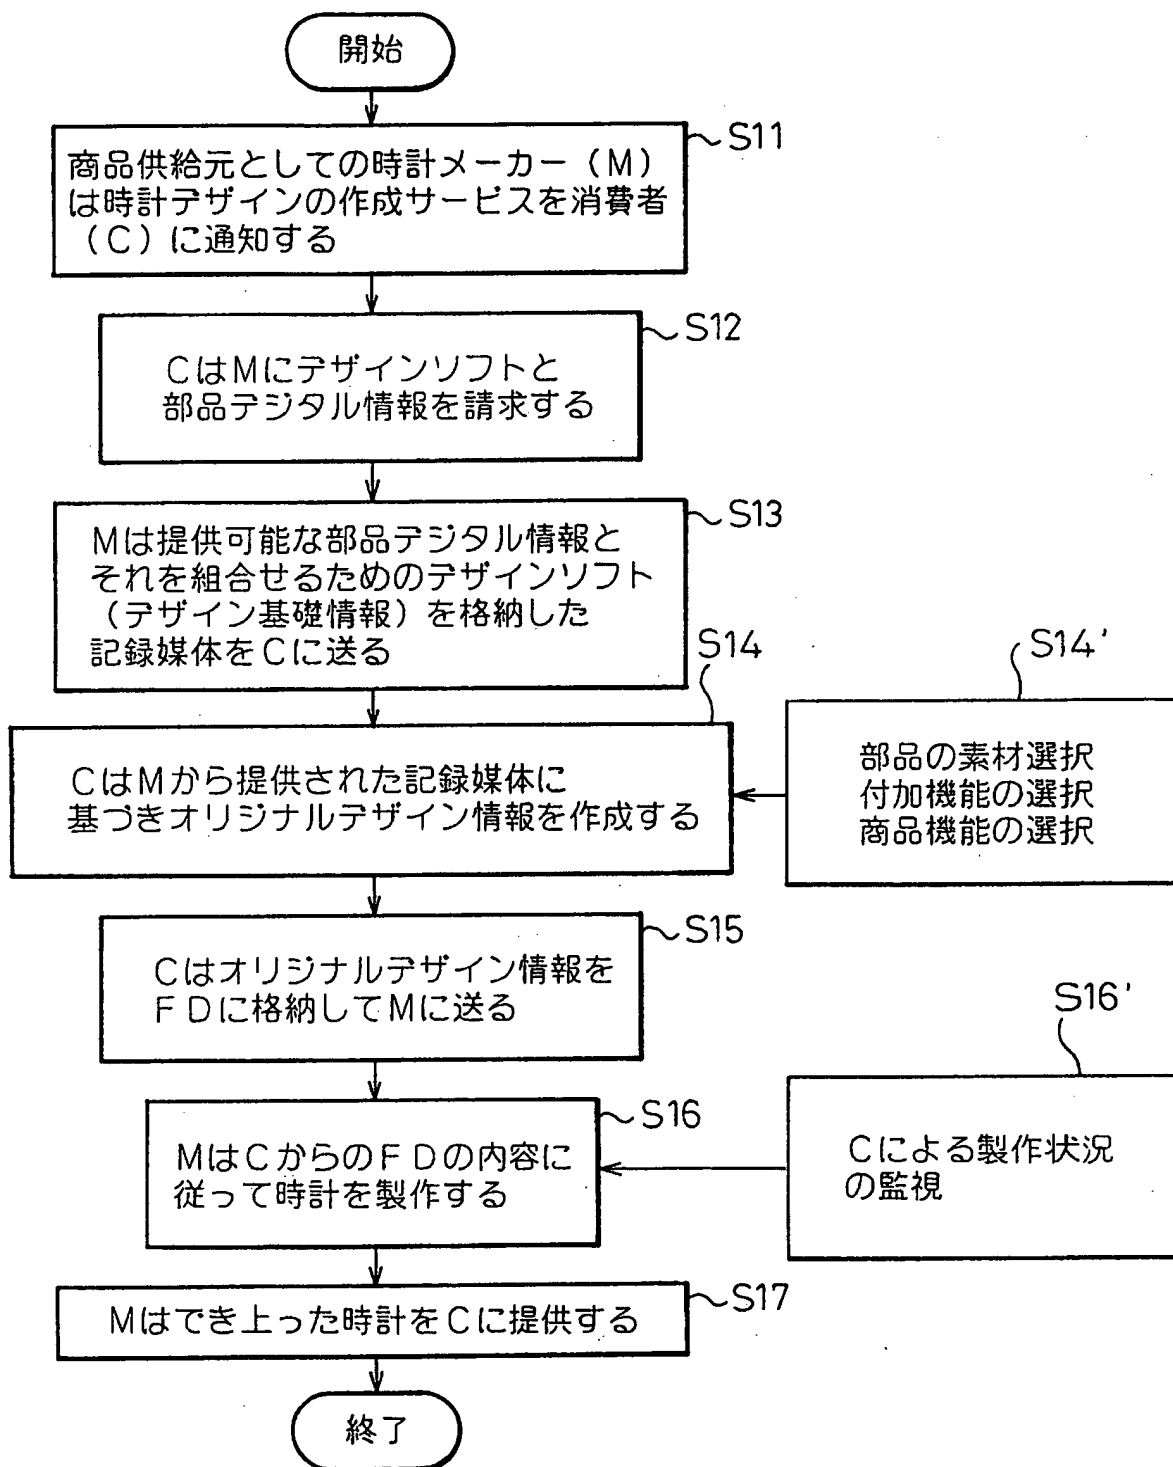 開始
S11
商品供給元としての時計メーカー(M)
は時計デザインの作成サービスを消費者
(C)に通知する
S12
CはMにデザインソフトと
部品デジタル情報を請求する
S13
Mは提供可能な部品デジタル情報と
それを組合せるためのデザインソフト
(デザイン基礎情報)を格納した
記録媒体をCに送る
S14
CはMから提供された記録媒体に
基づきオリジナルデザイン情報を作成する
S14'
部品の素材選択
付加機能の選択
商品機能の選択
S15
Cはオリジナルデザイン情報を
FDに格納してMに送る
S16
MはCからのFDの内容に
従って時計を製作する
S16'
Cによる製作状況
の監視
S17
Mはでき上った時計をCに提供する
終了